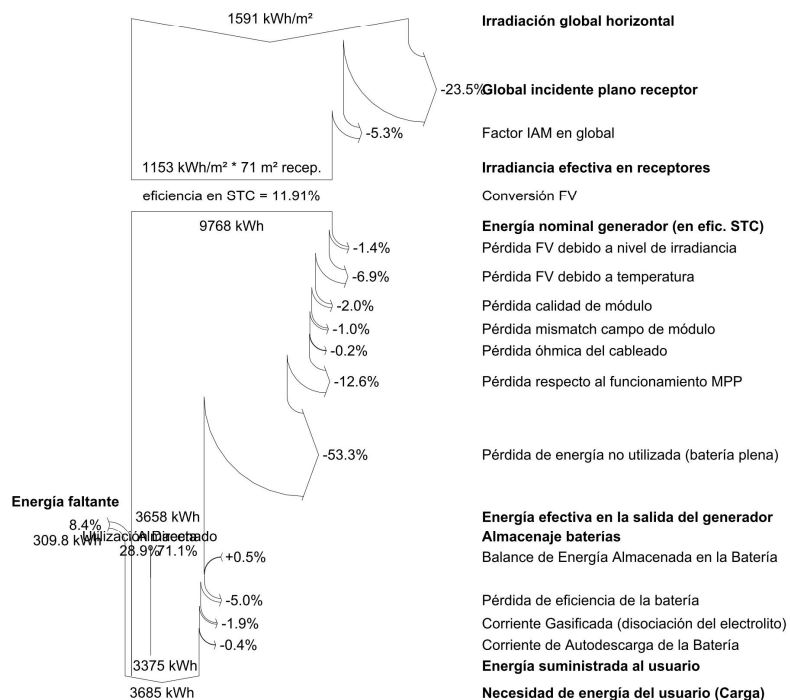 1591 kWh/m² Irradiación global horizontal
-23.5% Global incidente plano receptor
-5.3% Factor IAM en global
1153 kWh/m² * 71 m² recep. Irradiancia efectiva en receptores
eficiencia en STC = 11.91% Conversión FV
9768 kWh Energía nominal generador (en efic. STC)
-1.4% Pérdida FV debido a nivel de irradiancia
-6.9% Pérdida FV debido a temperatura
-2.0% Pérdida calidad de módulo
-1.0% Pérdida mismatch campo de módulo
-0.2% Pérdida óhmica del cableado
-12.6% Pérdida respecto al funcionamiento MPP
-53.3% Pérdida de energía no utilizada (batería plena)
Energía faltante
8.4% 3658 kWh Energía efectiva en la salida del generador
309.8 kWh Utilización Directa Almacenado Almacenaje baterias
28.9% 71.1% +0.5% Balance de Energía Almacenada en la Batería
-5.0% Pérdida de eficiencia de la batería
-1.9% Corriente Gasificada (disociación del electrolito)
-0.4% Corriente de Autodescarga de la Batería
3375 kWh Energía suministrada al usuario
3685 kWh Necesidad de energía del usuario (Carga)